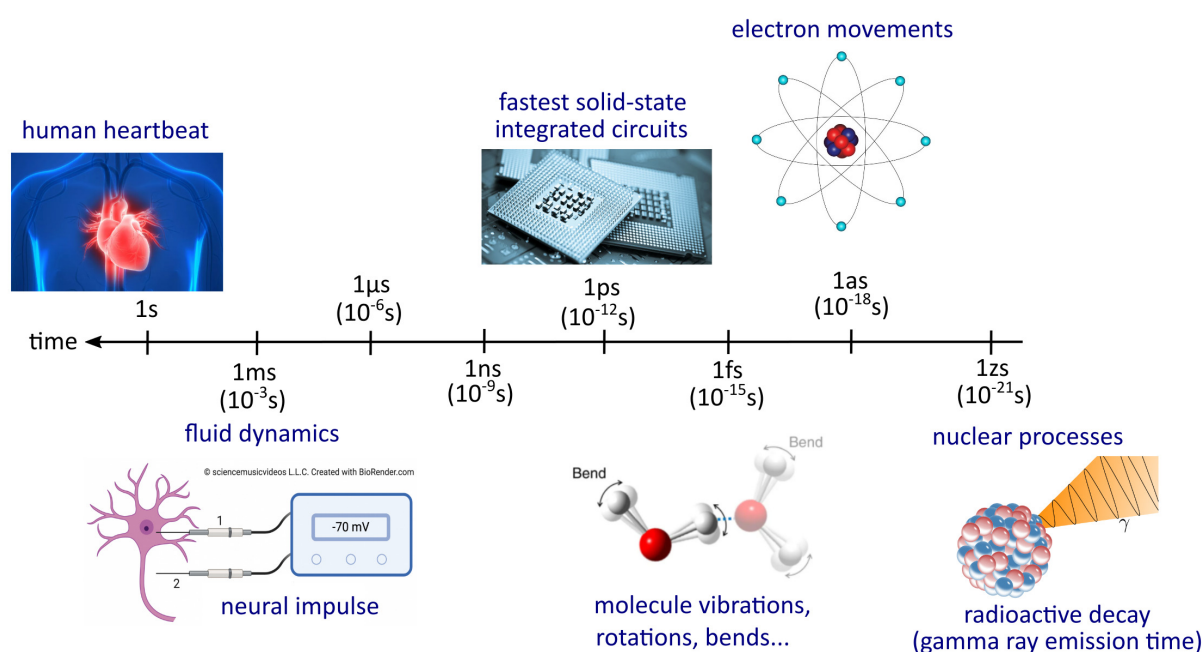 electron movements
fastest solid-state
integrated circuits
human heartbeat
1s
1µs
(10⁻⁶s)
1ps
(10⁻¹²s)
1as
(10⁻¹⁸s)
time
1ms
(10⁻³s)
1ns
(10⁻⁹s)
1fs
(10⁻¹⁵s)
1zs
(10⁻²¹s)
fluid dynamics
© sciencemusicvideos L.L.C. Created with BioRender.com
1
-70 mV
2
neural impulse
Bend
Bend
molecule vibrations,
rotations, bends...
nuclear processes
γ
radioactive decay
(gamma ray emission time)